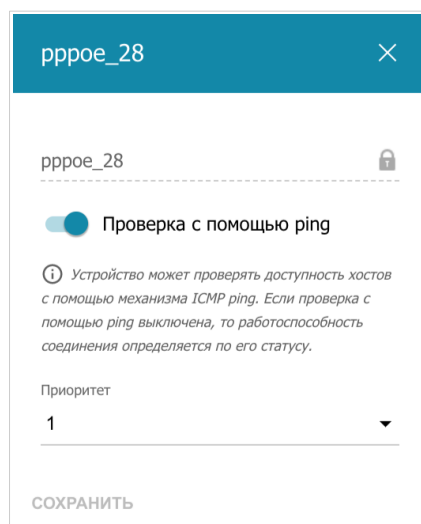 pppoe_28
pppoe_28
Проверка с помощью ping
Устройство может проверять доступность хостов
с помощью механизма ICMP ping. Если проверка с
помощью ping выключена, то работоспособность
соединения определяется по его статусу.
Приоритет
1
СОХРАНИТЬ